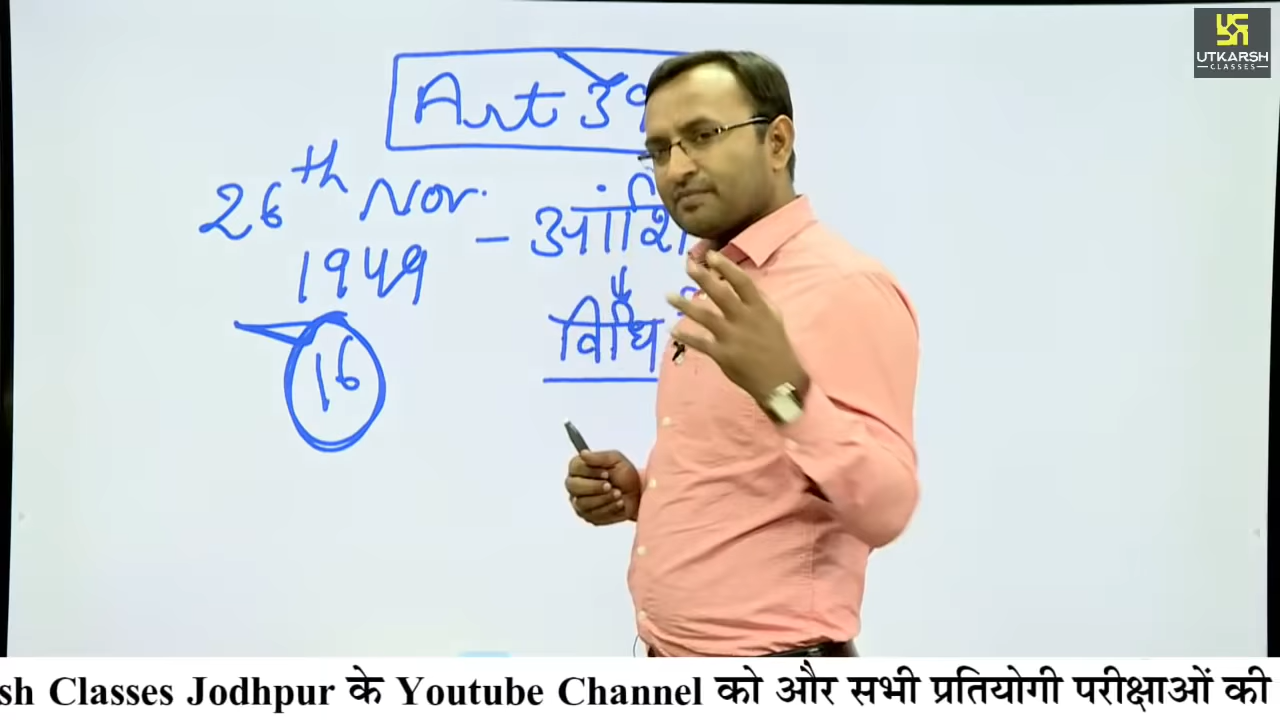 UTKARSH
CLASSES
Art 39
26th Nov.
1949 - आंशि
विधि
16
sh Classes Jodhpur के Youtube Channel को और सभी प्रतियोगी परीक्षाओं की